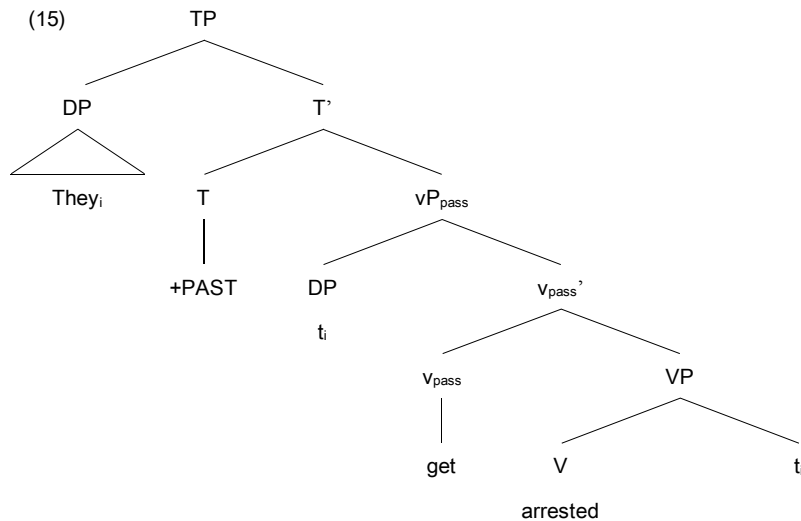 (15) TP
DP T’
Theyᵢ T vPpass
+PAST DP vpass’
tᵢ
vpass VP
get V tᵢ
arrested